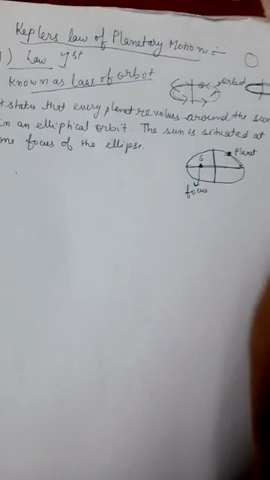 Keplers law of Planetary Motion :-
1) Law 1st
Known as law of orbit
orbit
t states that every planet revolves around the sun
in an elliptical orbit. The sun is situated at
one focus of the ellipse.
Planet
S
focus